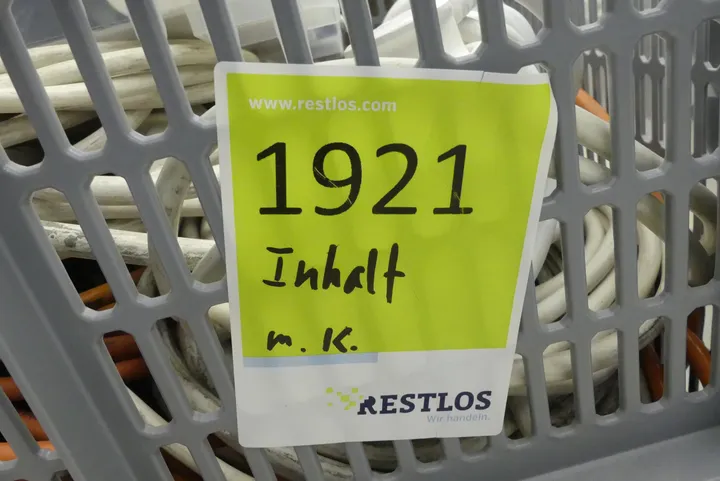 www.restlos.com
1921
Inhalt
m. K.
RESTLOS
Wir handeln.